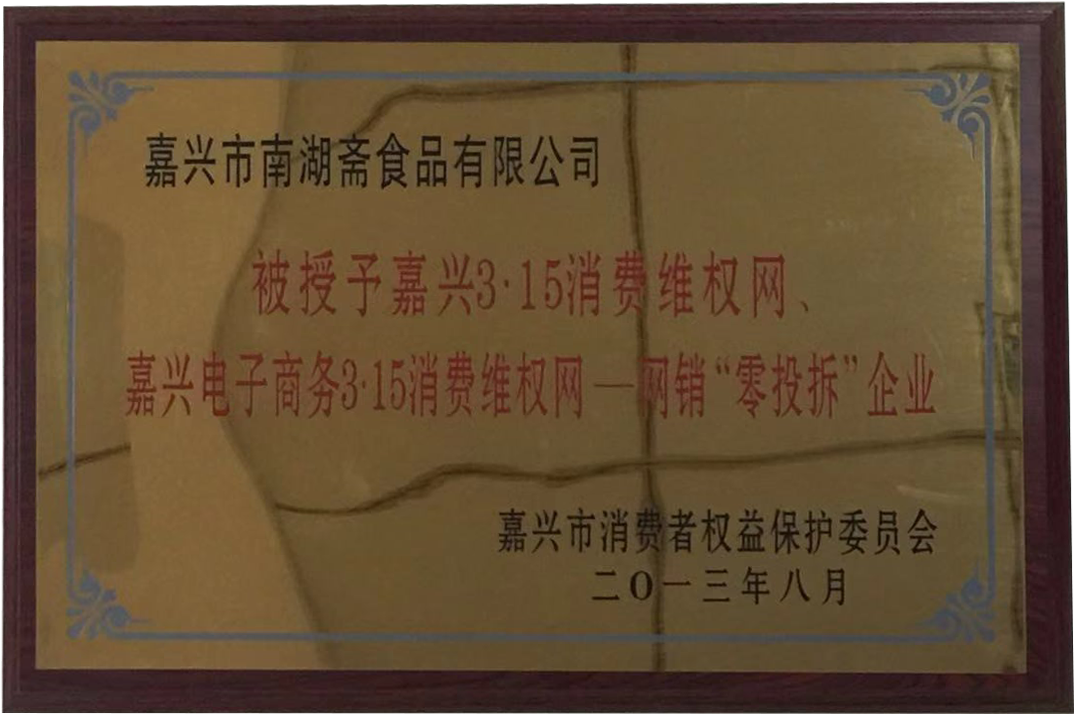 嘉兴市南湖斋食品有限公司
被授予嘉兴3·15消费维权网、
嘉兴电子商务3·15消费维权网—网销“零投拆”企业
嘉兴市消费者权益保护委员会
二O一三年八月